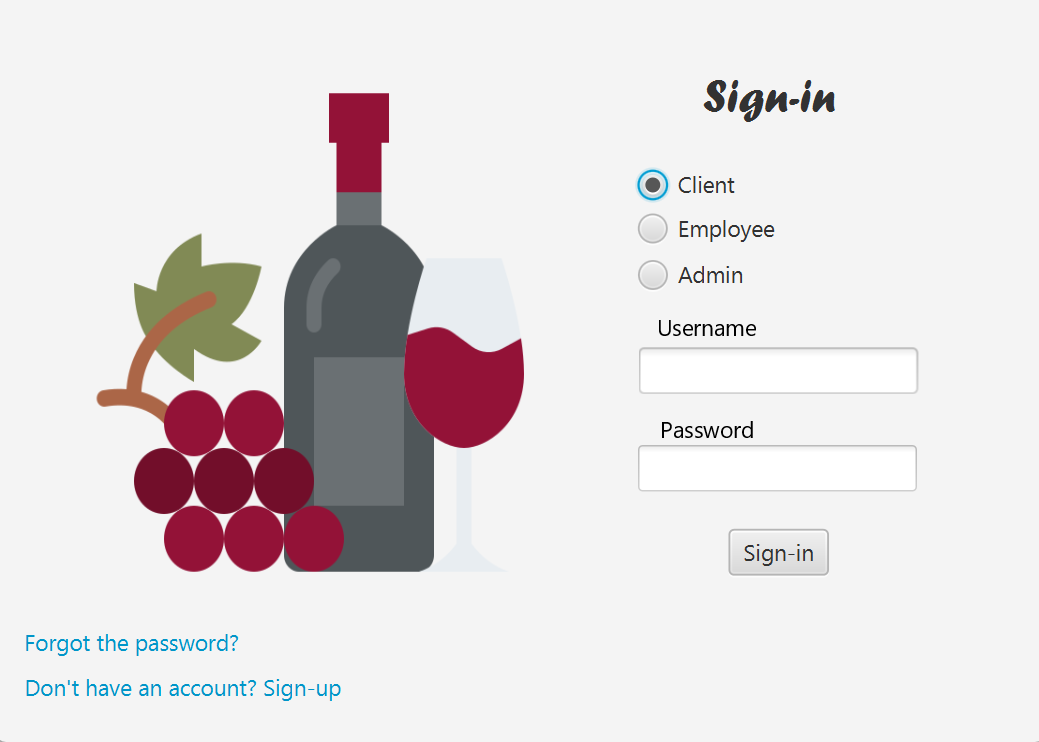 Sign-in
Client
Employee
Admin
Username
Password
Sign-in
Forgot the password?
Don't have an account? Sign-up